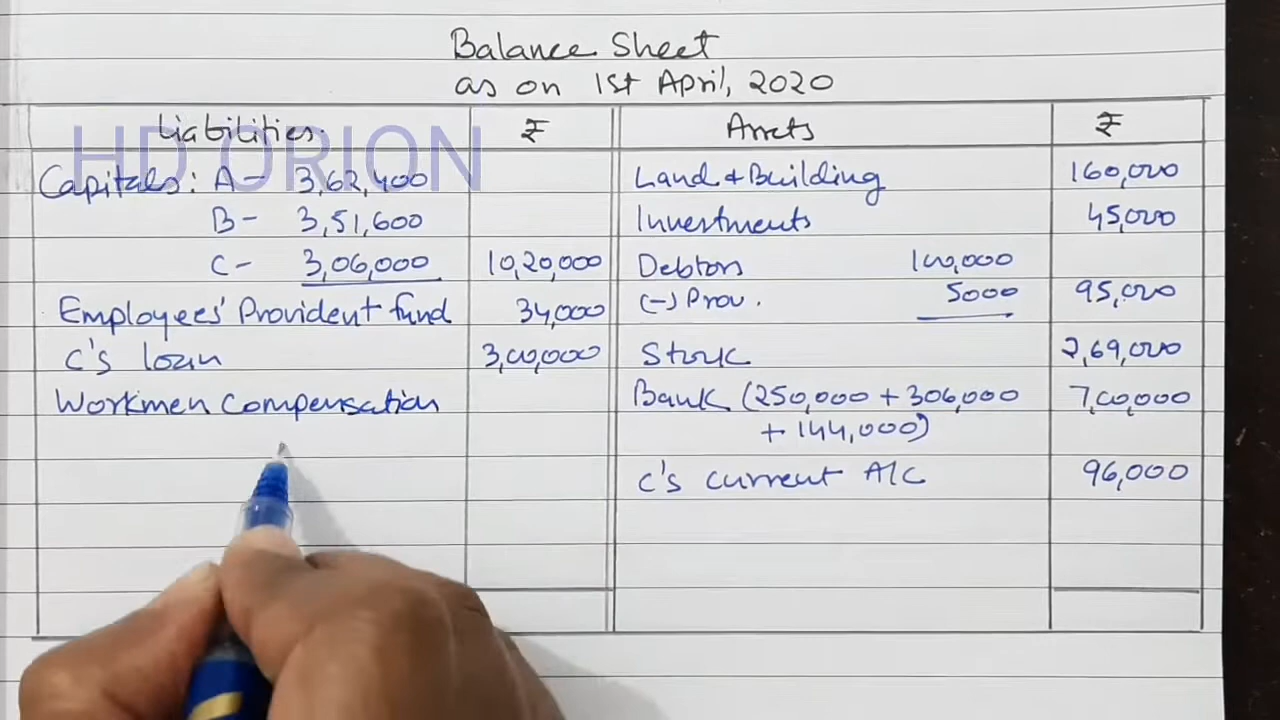 Balance Sheet
as on 1st April, 2020
Liabilities ₹ Assets ₹
HD ORION
Capitals: A - 3,62,400 Land & Building 160,000
B - 3,51,600 Investments 45,000
C - 3,06,000 10,20,000 Debtors 100,000
Employees' Provident fund 34,000 (-) Prov. 5000 95,000
C's loan 3,00,000 Stock 2,69,000
Workmen Compensation Bank (250,000 + 306,000 7,00,000
+ 144,000)
C's current A/C 96,000